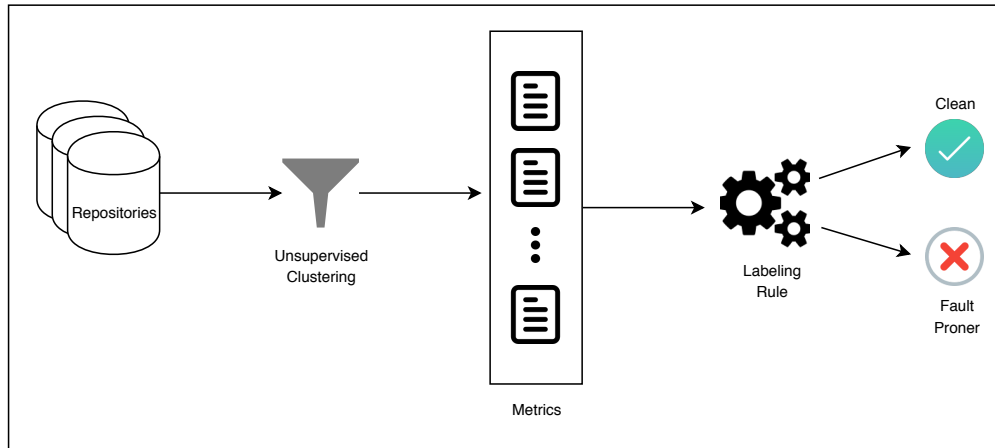 Repositories
Unsupervised
Clustering
Metrics
Labeling
Rule
Clean
Fault
Proner